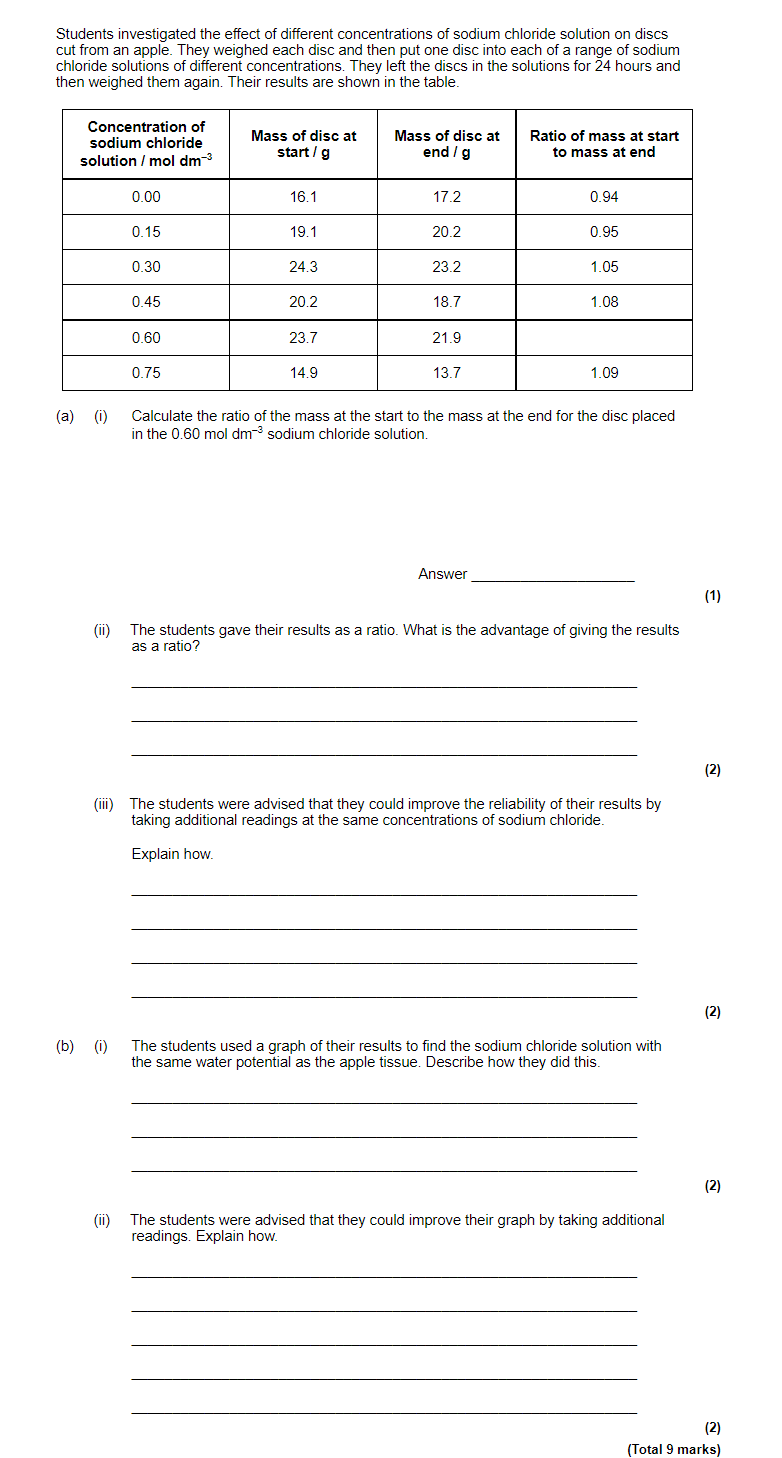 Students investigated the effect of different concentrations of sodium chloride solution on discs
cut from an apple. They weighed each disc and then put one disc into each of a range of sodium
chloride solutions of different concentrations. They left the discs in the solutions for 24 hours and
then weighed them again. Their results are shown in the table.
Concentration of sodium chloride solution / mol dm⁻³ | Mass of disc at start / g | Mass of disc at end / g | Ratio of mass at start to mass at end
0.00 16.1 17.2 0.94
0.15 19.1 20.2 0.95
0.30 24.3 23.2 1.05
0.45 20.2 18.7 1.08
0.60 23.7 21.9
0.75 14.9 13.7 1.09
(a) (i) Calculate the ratio of the mass at the start to the mass at the end for the disc placed
in the 0.60 mol dm⁻³ sodium chloride solution.
Answer ____________________
(1)
(ii) The students gave their results as a ratio. What is the advantage of giving the results
as a ratio?
(2)
(iii) The students were advised that they could improve the reliability of their results by
taking additional readings at the same concentrations of sodium chloride.
Explain how.
(2)
(b) (i) The students used a graph of their results to find the sodium chloride solution with
the same water potential as the apple tissue. Describe how they did this.
(2)
(ii) The students were advised that they could improve their graph by taking additional
readings. Explain how.
(2)
(Total 9 marks)